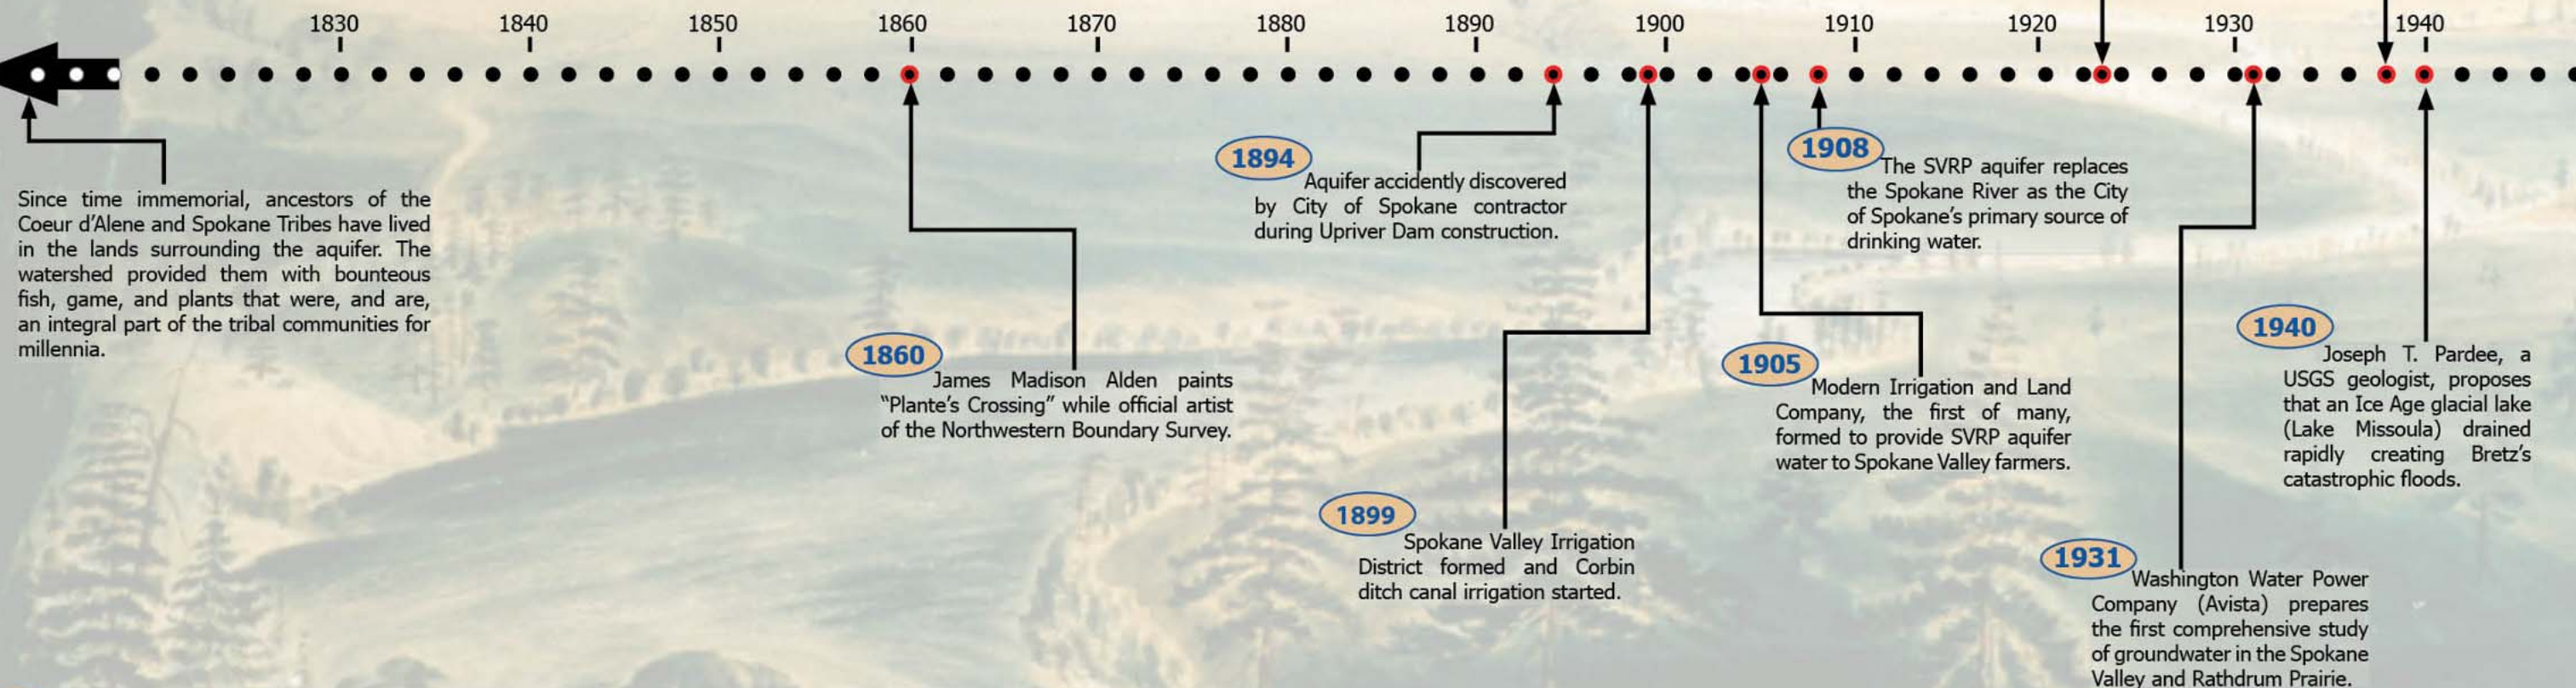 1830 1840 1850 1860 1870 1880 1890 1900 1910 1920 1930 1940
Since time immemorial, ancestors of the
Coeur d'Alene and Spokane Tribes have lived
in the lands surrounding the aquifer. The
watershed provided them with bounteous
fish, game, and plants that were, and are,
an integral part of the tribal communities for
millennia.
1860
James Madison Alden paints
“Plante's Crossing” while official artist
of the Northwestern Boundary Survey.
1894
Aquifer accidently discovered
by City of Spokane contractor
during Upriver Dam construction.
1899
Spokane Valley Irrigation
District formed and Corbin
ditch canal irrigation started.
1905
Modern Irrigation and Land
Company, the first of many,
formed to provide SVRP aquifer
water to Spokane Valley farmers.
1908
The SVRP aquifer replaces
the Spokane River as the City
of Spokane's primary source of
drinking water.
1931
Washington Water Power
Company (Avista) prepares
the first comprehensive study
of groundwater in the Spokane
Valley and Rathdrum Prairie.
1940
Joseph T. Pardee, a
USGS geologist, proposes
that an Ice Age glacial lake
(Lake Missoula) drained
rapidly creating Bretz's
catastrophic floods.